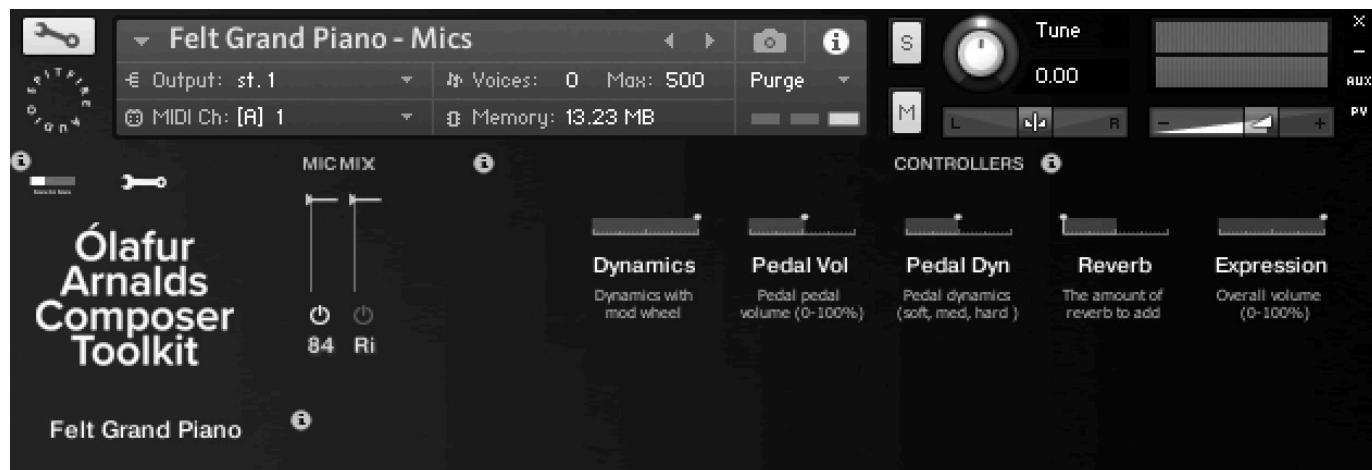 Felt Grand Piano - Mics
S
Tune
0.00
×
–
AUX
PV
SPITFIRE AUDIO
Output: st. 1
Voices: 0 Max: 500
Purge
MIDI Ch: [A] 1
Memory: 13.23 MB
M
L
R
–
+
MIC MIX
CONTROLLERS
Ólafur
Arnalds
Composer
Toolkit
Dynamics
Dynamics with
mod wheel
Pedal Vol
Pedal pedal
volume (0-100%)
Pedal Dyn
Pedal dynamics
(soft, med, hard )
Reverb
The amount of
reverb to add
Expression
Overall volume
(0-100%)
84 Ri
Felt Grand Piano